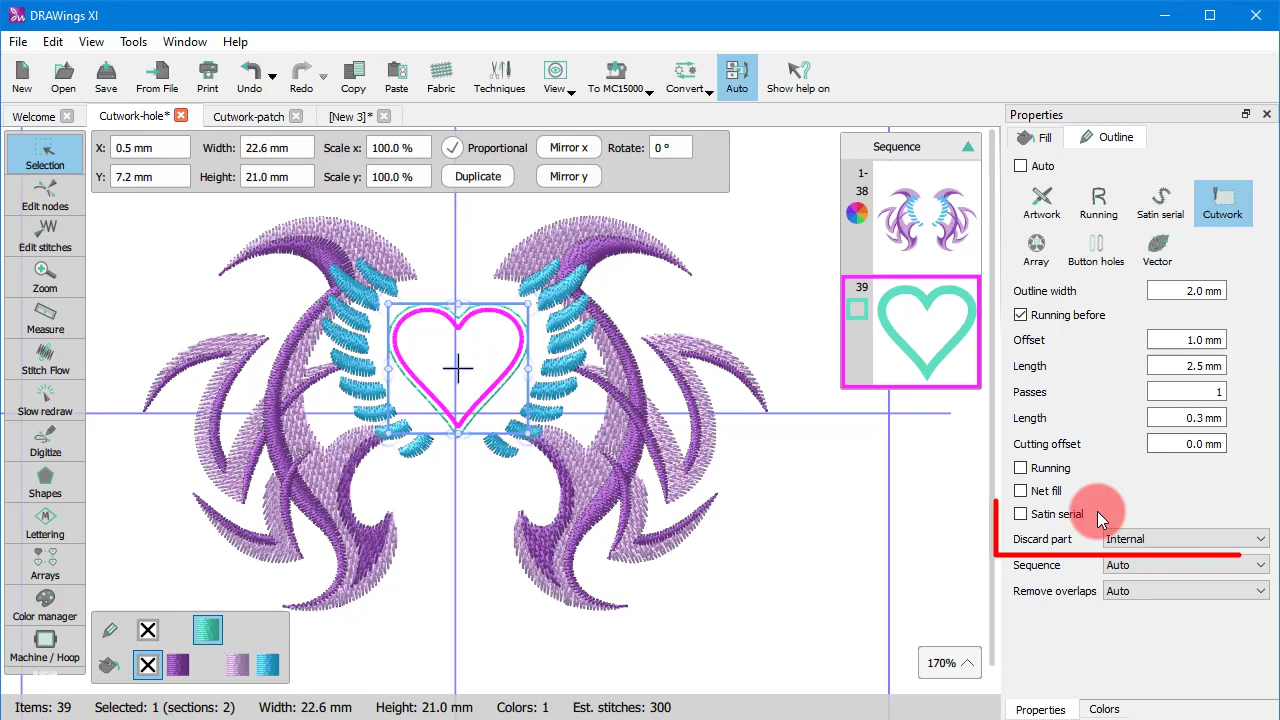 DRAWings XI
File Edit View Tools Window Help
New Open Save From File Print Undo Redo Copy Paste Fabric Techniques View To MC15000 Convert Auto Show help on
Welcome Cutwork-hole* Cutwork-patch [New 3]*
Properties
Fill Outline
X: 0.5 mm Width: 22.6 mm Scale x: 100.0 % Proportional Mirror x Rotate: 0 °
Y: 7.2 mm Height: 21.0 mm Scale y: 100.0 % Duplicate Mirror y
Selection
Edit nodes
Edit stitches
Zoom
Measure
Stitch Flow
Slow redraw
Digitize
Shapes
Lettering
Arrays
Color manager
Machine / Hoop
Sequence
1-
38
39
Auto
Artwork Running Satin serial Cutwork
Array Button holes Vector
Outline width 2.0 mm
Running before
Offset 1.0 mm
Length 2.5 mm
Passes 1
Length 0.3 mm
Cutting offset 0.0 mm
Running
Net fill
Satin serial
Discard part Internal
Sequence Auto
Remove overlaps Auto
170%
Items: 39 Selected: 1 (sections: 2) Width: 22.6 mm Height: 21.0 mm Colors: 1 Est. stitches: 300
Properties Colors